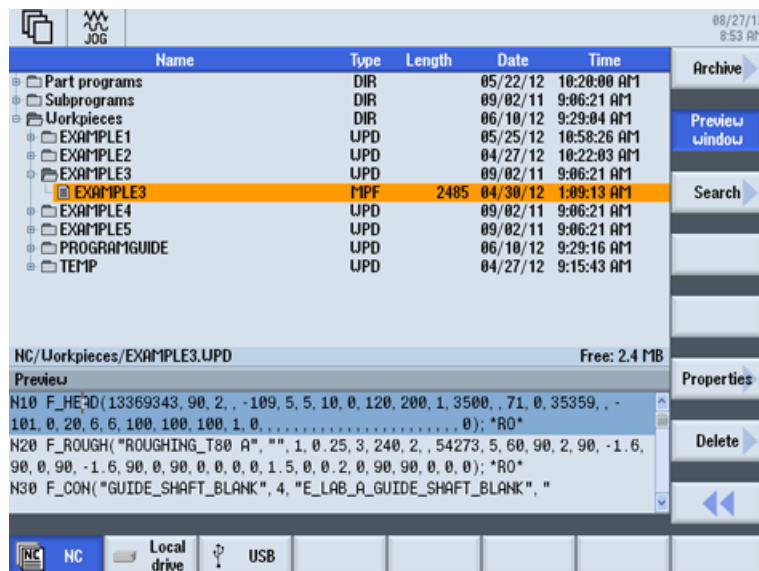 JOG
08/27/1
8:53 AM
Name Type Length Date Time
Part programs DIR 05/22/12 10:20:00 AM
Subprograms DIR 09/02/11 9:06:21 AM
Workpieces DIR 06/10/12 9:29:04 AM
EXAMPLE1 WPD 05/25/12 10:58:26 AM
EXAMPLE2 WPD 04/27/12 10:22:03 AM
EXAMPLE3 WPD 09/02/11 9:06:21 AM
EXAMPLE3 MPF 2485 04/30/12 1:09:13 AM
EXAMPLE4 WPD 09/02/11 9:06:21 AM
EXAMPLE5 WPD 09/02/11 9:06:21 AM
PROGRAMGUIDE WPD 06/10/12 9:29:16 AM
TEMP WPD 04/27/12 9:15:43 AM
NC/Workpieces/EXAMPLE3.WPD Free: 2.4 MB
Preview
N10 F_HEAD(13369343, 90, 2, , -109, 5, 5, 10, 0, 120, 200, 1, 3500, , 71, 0, 35359, , -
101, 0, 20, 6, 6, 100, 100, 100, 1, 0, , , , , , , , , , , , , , , , , , , , , , 0); *RO*
N20 F_ROUGH("ROUGHING_T80 A", "", 1, 0.25, 3, 240, 2, , 54273, 5, 60, 90, 2, 90, -1.6,
90, 0, 90, -1.6, 90, 0, 90, 0, 0, 0, 0, 1.5, 0, 0.2, 0, 90, 90, 0, 0, 0); *RO*
N30 F_CON("GUIDE_SHAFT_BLANK", 4, "E_LAB_A_GUIDE_SHAFT_BLANK", "
Archive
Preview
window
Search
Properties
Delete
NC NC Local
drive USB